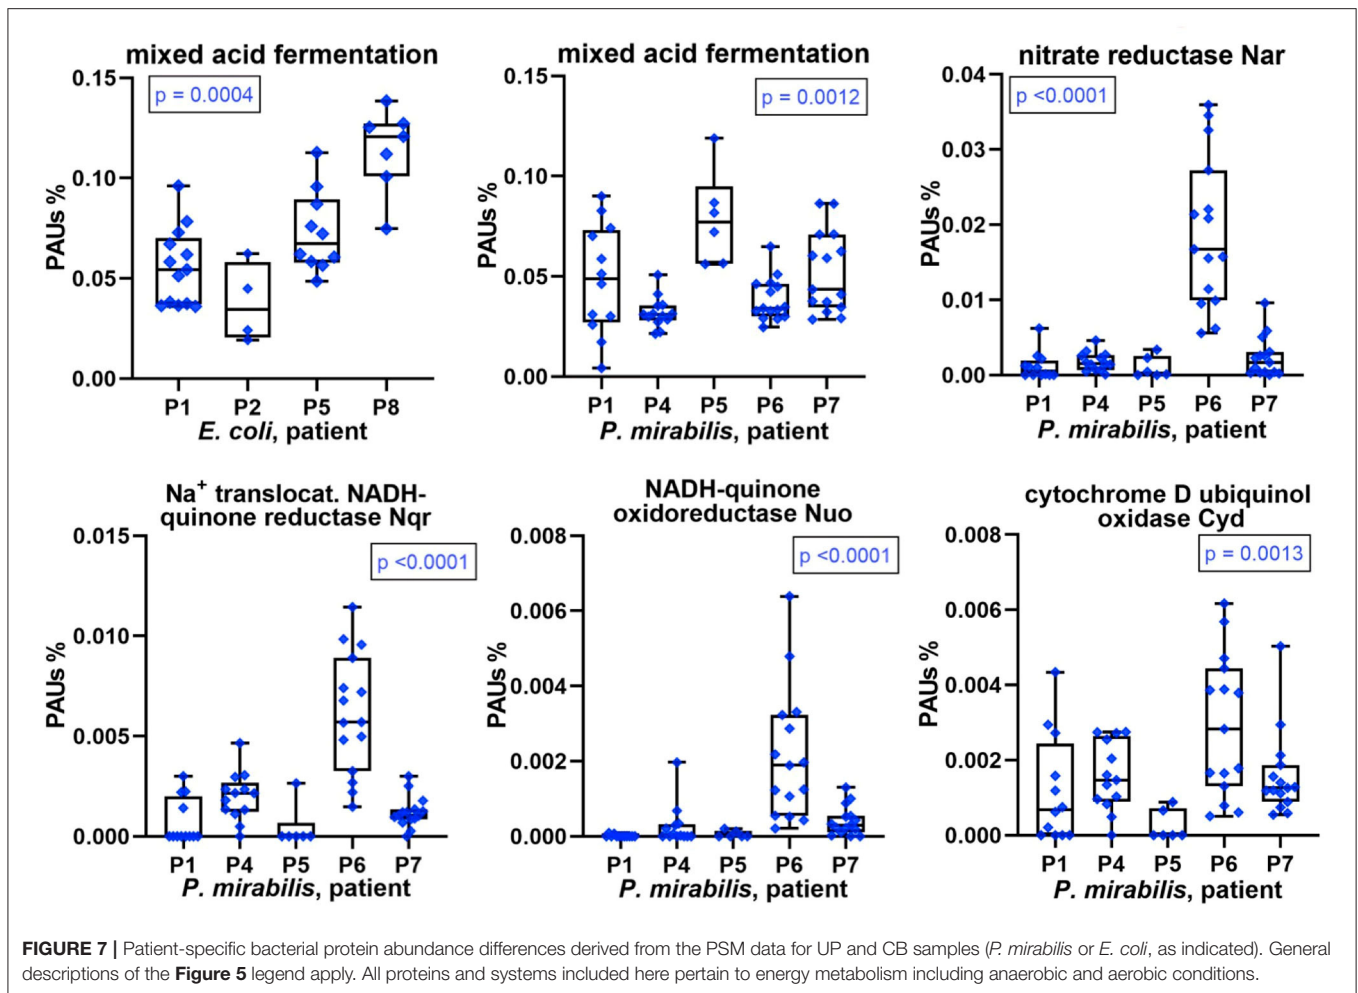 mixed acid fermentation
p = 0.0004
PAUs %
0.15
0.10
0.05
0.00
P1 P2 P5 P8
E. coli, patient
mixed acid fermentation
p = 0.0012
PAUs %
0.15
0.10
0.05
0.00
P1 P4 P5 P6 P7
P. mirabilis, patient
nitrate reductase Nar
p <0.0001
PAUs %
0.04
0.03
0.02
0.01
0.00
P1 P4 P5 P6 P7
P. mirabilis, patient
Na+ translocat. NADH-
quinone reductase Nqr
p <0.0001
PAUs %
0.015
0.010
0.005
0.000
P1 P4 P5 P6 P7
P. mirabilis, patient
NADH-quinone
oxidoreductase Nuo
p <0.0001
PAUs %
0.008
0.006
0.004
0.002
0.000
P1 P4 P5 P6 P7
P. mirabilis, patient
cytochrome D ubiquinol
oxidase Cyd
p = 0.0013
PAUs %
0.008
0.006
0.004
0.002
0.000
P1 P4 P5 P6 P7
P. mirabilis, patient
FIGURE 7 | Patient-specific bacterial protein abundance differences derived from the PSM data for UP and CB samples (P. mirabilis or E. coli, as indicated). General
descriptions of the Figure 5 legend apply. All proteins and systems included here pertain to energy metabolism including anaerobic and aerobic conditions.